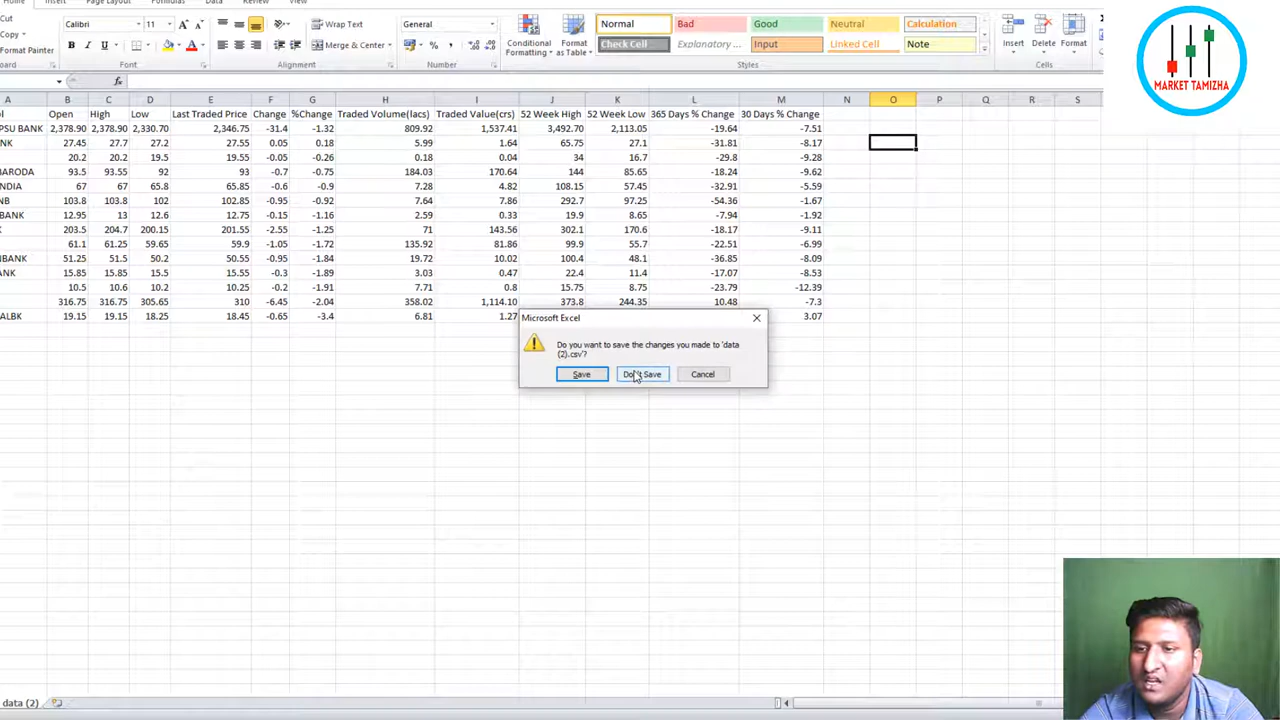 Home Insert Page Layout Formulas Data Review View
Cut
Copy
Format Painter
Calibri 11 A A
B I U A
Font
Wrap Text
Merge & Center
Alignment
General
% ,
Number
Conditional Formatting
Format as Table
Normal Bad Good Neutral Calculation
Check Cell Explanatory ... Input Linked Cell Note
Styles
Insert Delete Format
Cells
MARKET TAMIZHA
fx
A B C D E F G H I J K L M N O P Q R S
ol Open High Low Last Traded Price Change %Change Traded Volume(lacs) Traded Value(crs) 52 Week High 52 Week Low 365 Days % Change 30 Days % Change
PSU BANK 2,378.90 2,378.90 2,330.70 2,346.75 -31.4 -1.32 809.92 1,537.41 3,492.70 2,113.05 -19.64 -7.51
NK 27.45 27.7 27.2 27.55 0.05 0.18 5.99 1.64 65.75 27.1 -31.81 -8.17
20.2 20.2 19.5 19.55 -0.05 -0.26 0.18 0.04 34 16.7 -29.8 -9.28
ARODA 93.5 93.55 92 93 -0.7 -0.75 184.03 170.64 144 85.65 -18.24 -9.62
NDIA 67 67 65.8 65.85 -0.6 -0.9 7.28 4.82 108.15 57.45 -32.91 -5.59
NB 103.8 103.8 102 102.85 -0.95 -0.92 7.64 7.86 292.7 97.25 -54.36 -1.67
BANK 12.95 13 12.6 12.75 -0.15 -1.16 2.59 0.33 19.9 8.65 -7.94 -1.92
K 203.5 204.7 200.15 201.55 -2.55 -1.25 71 143.56 302.1 170.6 -18.17 -9.11
61.1 61.25 59.65 59.9 -1.05 -1.72 135.92 81.86 99.9 55.7 -22.51 -6.99
NBANK 51.25 51.5 50.2 50.55 -0.95 -1.84 19.72 10.02 100.4 48.1 -36.85 -8.09
ANK 15.85 15.85 15.5 15.55 -0.3 -1.89 3.03 0.47 22.4 11.4 -17.07 -8.53
10.5 10.6 10.2 10.25 -0.2 -1.91 7.71 0.8 15.75 8.75 -23.79 -12.39
316.75 316.75 305.65 310 -6.45 -2.04 358.02 1,114.10 373.8 244.35 10.48 -7.3
ALBK 19.15 19.15 18.25 18.45 -0.65 -3.4 6.81 1.27 3.07
Microsoft Excel
Do you want to save the changes you made to 'data
(2).csv'?
Save Don't Save Cancel
data (2)